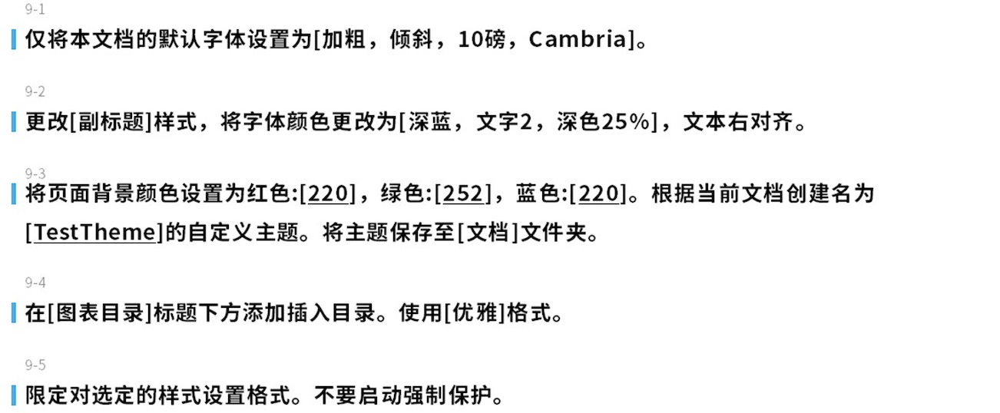 9-1
仅将本文档的默认字体设置为[加粗，倾斜，10磅，Cambria]。
9-2
更改[副标题]样式，将字体颜色更改为[深蓝，文字2，深色25%]，文本右对齐。
9-3
将页面背景颜色设置为红色:[220]，绿色:[252]，蓝色:[220]。根据当前文档创建名为
[TestTheme]的自定义主题。将主题保存至[文档]文件夹。
9-4
在[图表目录]标题下方添加插入目录。使用[优雅]格式。
9-5
限定对选定的样式设置格式。不要启动强制保护。